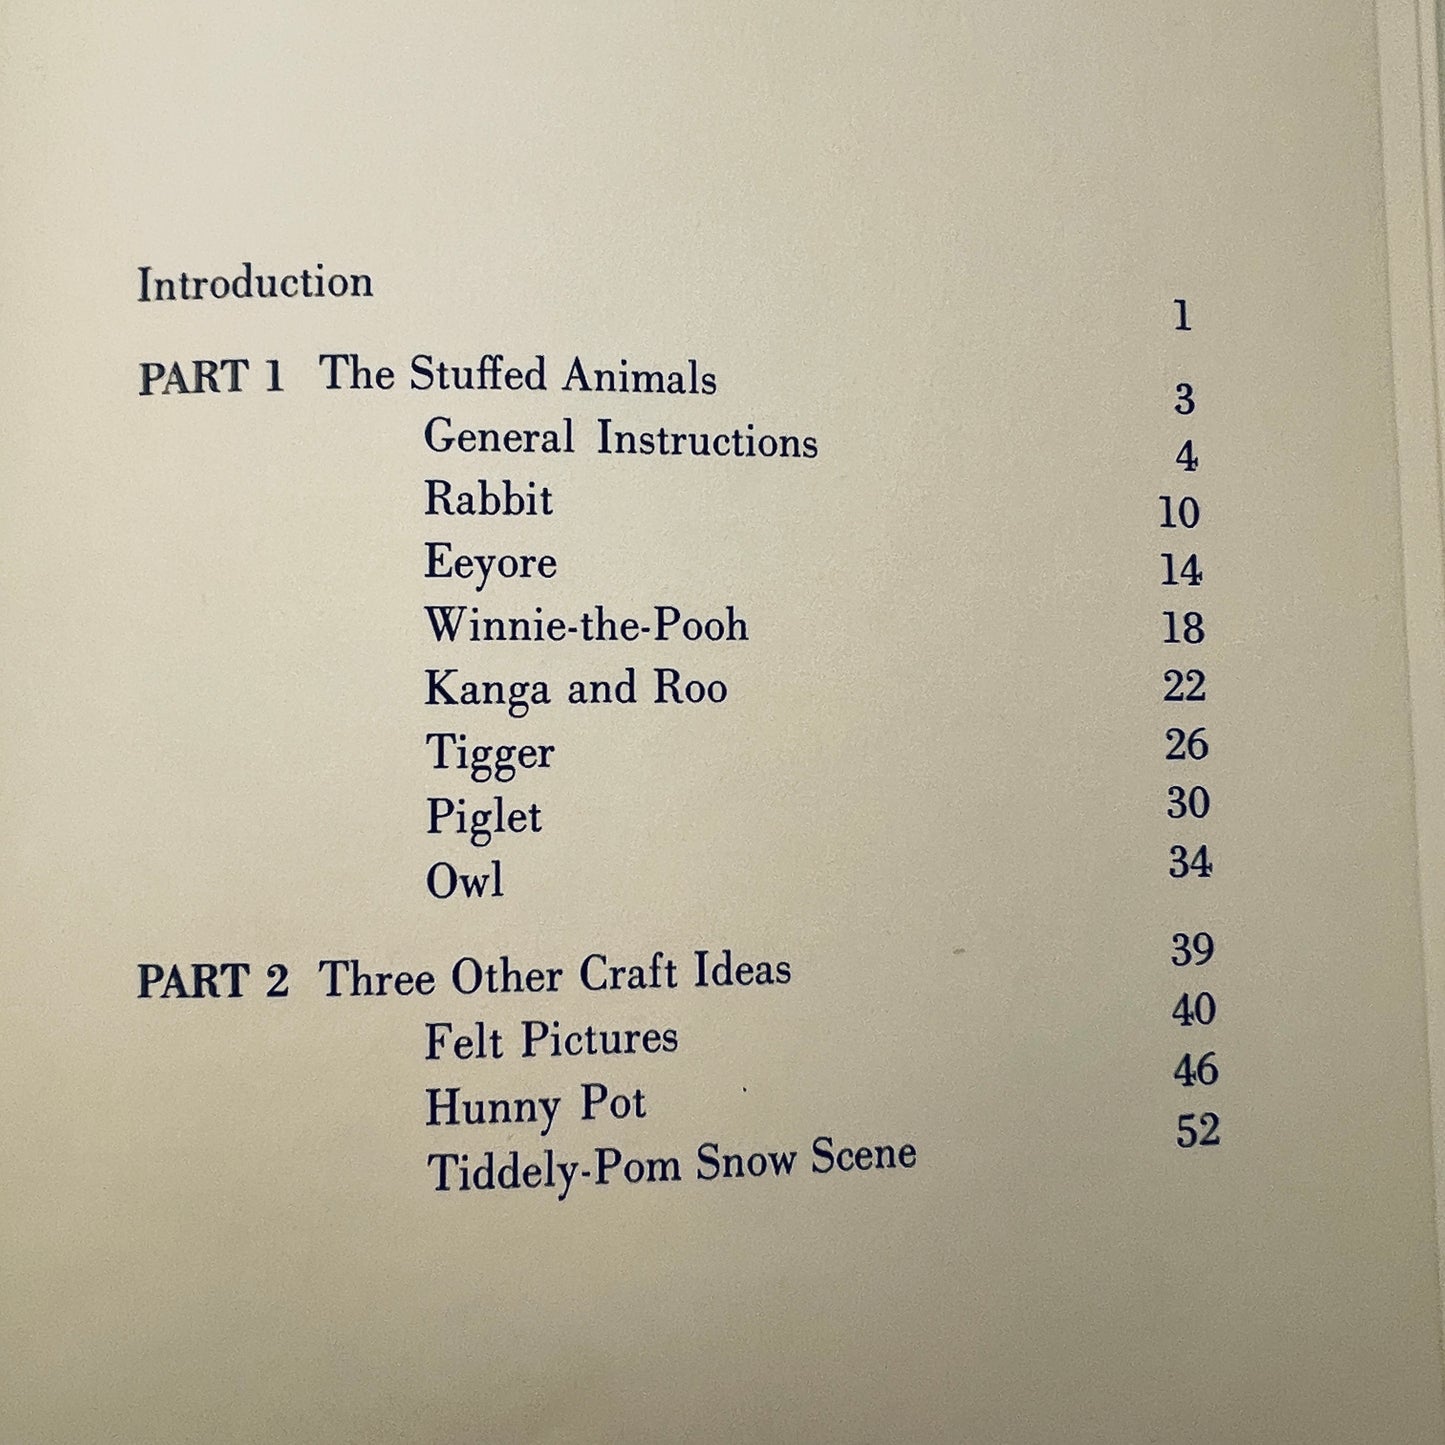 Introduction 1
PART 1 The Stuffed Animals 3
General Instructions 4
Rabbit 10
Eeyore 14
Winnie-the-Pooh 18
Kanga and Roo 22
Tigger 26
Piglet 30
Owl 34
PART 2 Three Other Craft Ideas 39
Felt Pictures 40
Hunny Pot 46
Tiddely-Pom Snow Scene 52